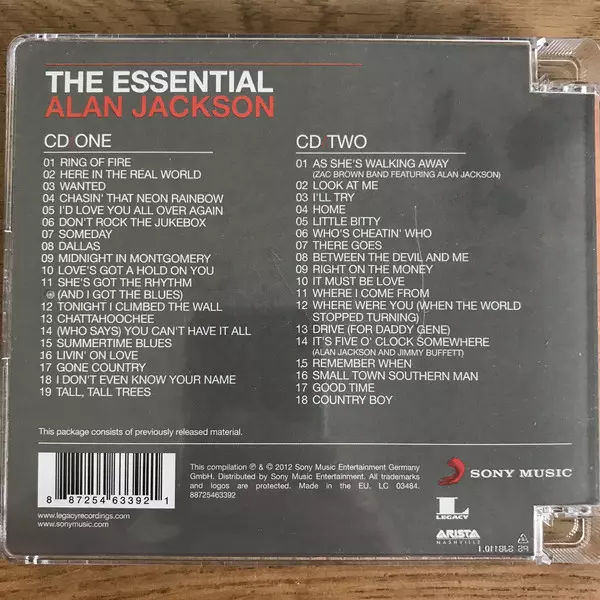 THE ESSENTIAL
ALAN JACKSON
CD ONE
01 RING OF FIRE
02 HERE IN THE REAL WORLD
03 WANTED
04 CHASIN' THAT NEON RAINBOW
05 I'D LOVE YOU ALL OVER AGAIN
06 DON'T ROCK THE JUKEBOX
07 SOMEDAY
08 DALLAS
09 MIDNIGHT IN MONTGOMERY
10 LOVE'S GOT A HOLD ON YOU
11 SHE'S GOT THE RHYTHM
(AND I GOT THE BLUES)
12 TONIGHT I CLIMBED THE WALL
13 CHATTAHOOCHEE
14 (WHO SAYS) YOU CAN'T HAVE IT ALL
15 SUMMERTIME BLUES
16 LIVIN' ON LOVE
17 GONE COUNTRY
18 I DON'T EVEN KNOW YOUR NAME
19 TALL, TALL TREES
CD TWO
01 AS SHE'S WALKING AWAY
(ZAC BROWN BAND FEATURING ALAN JACKSON)
02 LOOK AT ME
03 I'LL TRY
04 HOME
05 LITTLE BITTY
06 WHO'S CHEATIN' WHO
07 THERE GOES
08 BETWEEN THE DEVIL AND ME
09 RIGHT ON THE MONEY
10 IT MUST BE LOVE
11 WHERE I COME FROM
12 WHERE WERE YOU (WHEN THE WORLD
STOPPED TURNING)
13 DRIVE (FOR DADDY GENE)
14 IT'S FIVE O' CLOCK SOMEWHERE
(ALAN JACKSON AND JIMMY BUFFETT)
15 REMEMBER WHEN
16 SMALL TOWN SOUTHERN MAN
17 GOOD TIME
18 COUNTRY BOY
This package consists of previously released material.
8 87254 63392 1
www.legacyrecordings.com
www.sonymusic.com
This compilation ℗ & © 2012 Sony Music Entertainment Germany
GmbH. Distributed by Sony Music Entertainment. All trademarks
and logos are protected. Made in the EU. LC 03484.
88725463392
SONY MUSIC
L
LEGACY
ARISTA
NASHVILLE